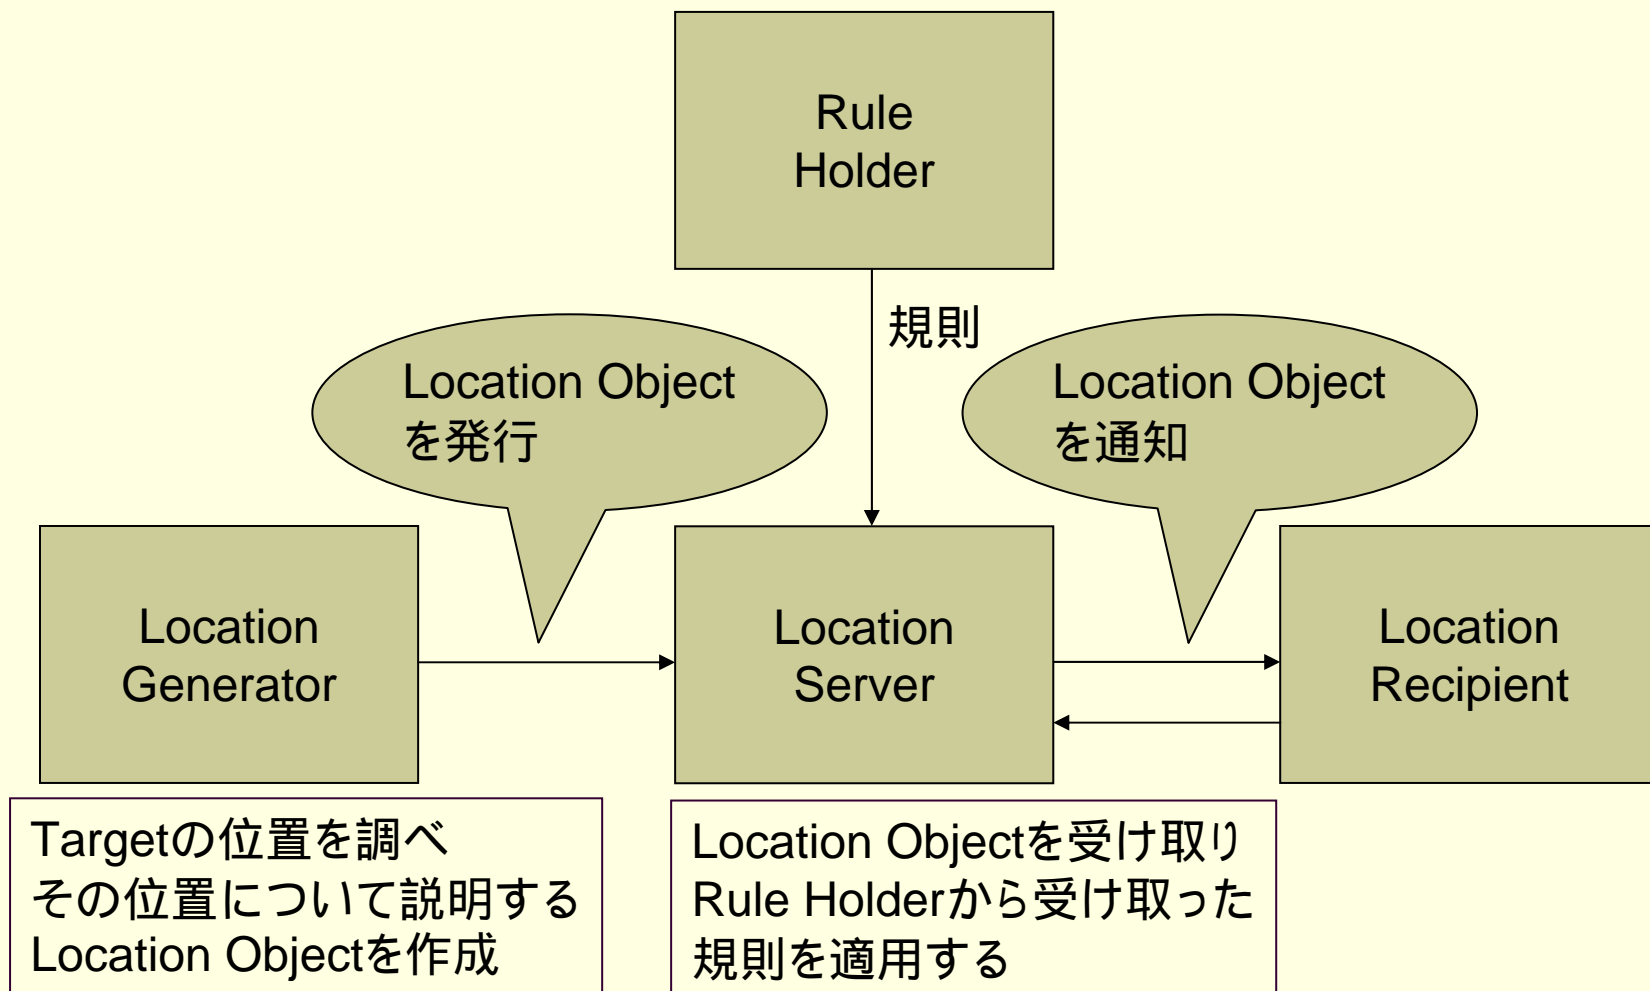 Rule
Holder
規則
Location Object
を発行
Location Object
を通知
Location
Generator
Location
Server
Location
Recipient
Targetの位置を調べ
その位置について説明する
Location Objectを作成
Location Objectを受け取り
Rule Holderから受け取った
規則を適用する